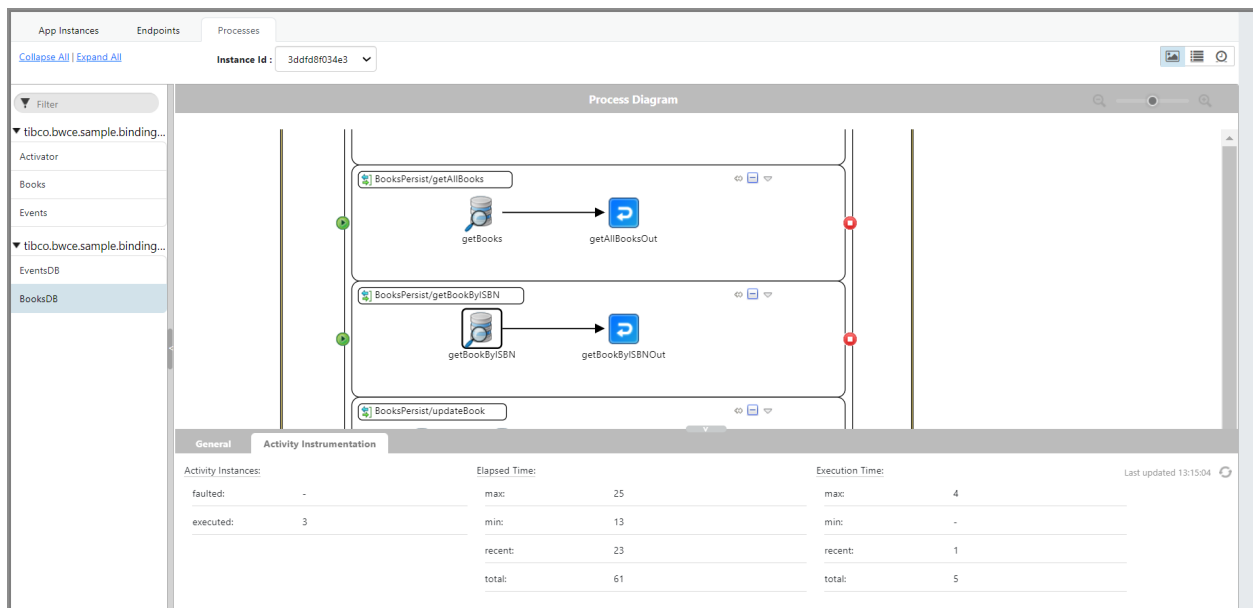 App Instances Endpoints Processes
Collapse All | Expand All Instance Id : 3ddfd8f034e3
Filter
Process Diagram
tibco.bwce.sample.binding...
Activator
Books
Events
tibco.bwce.sample.binding...
EventsDB
BooksDB
BooksPersist/getAllBooks
getBooks getAllBooksOut
BooksPersist/getBookByISBN
getBookByISBN getBookByISBNOut
BooksPersist/updateBook
General Activity Instrumentation
Activity Instances: Elapsed Time: Execution Time: Last updated 13:15:04
faulted: - max: 25 max: 4
executed: 3 min: 13 min: -
recent: 23 recent: 1
total: 61 total: 5